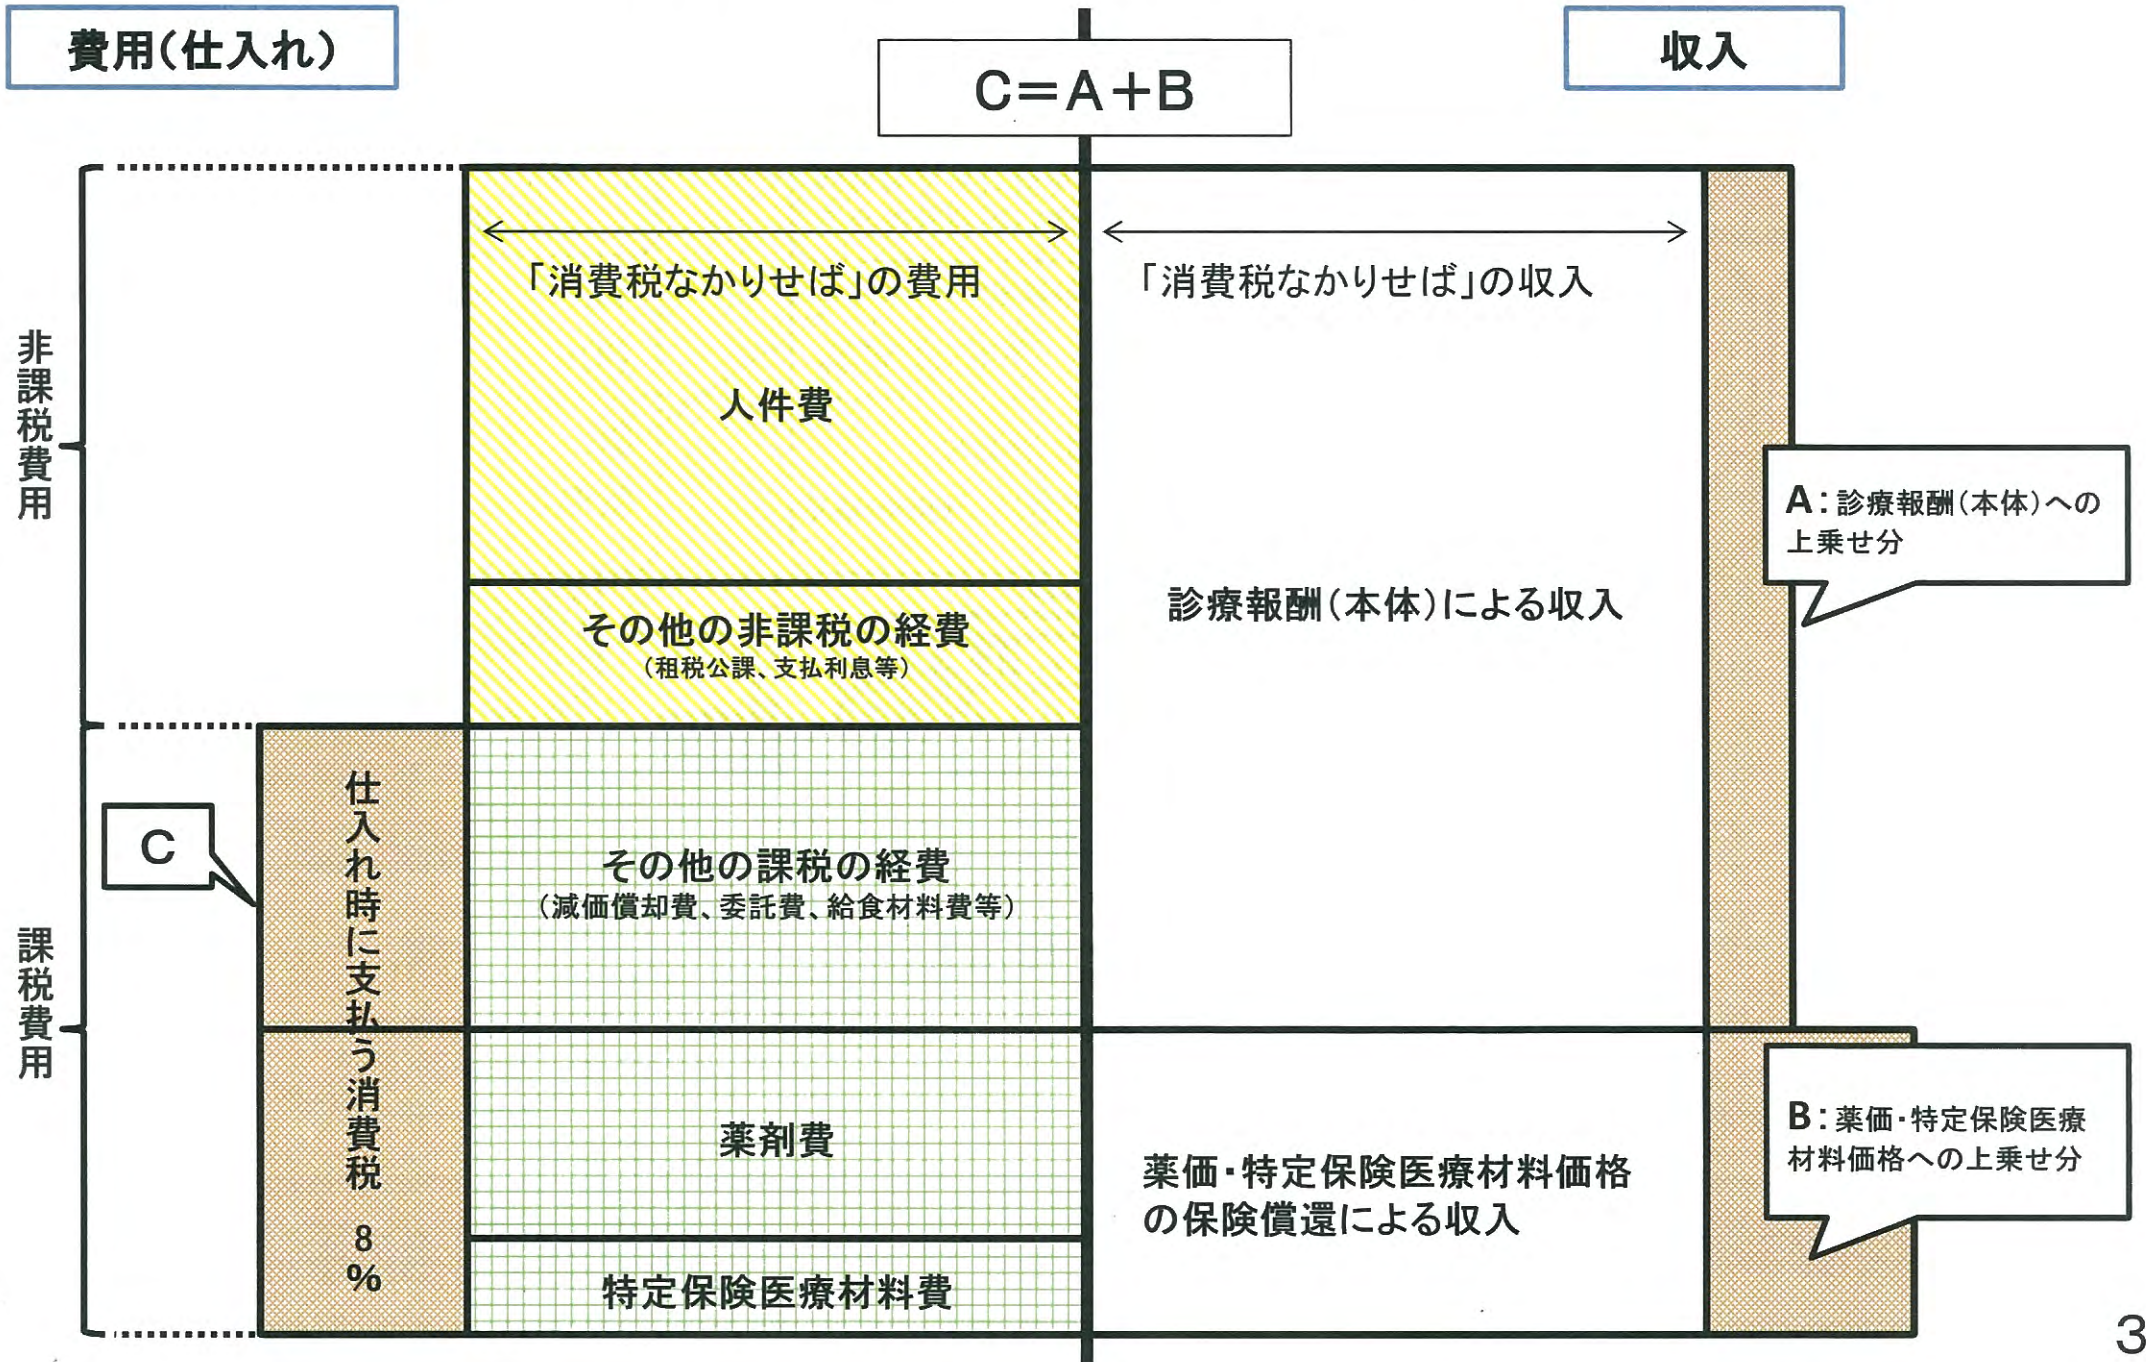 費用(仕入れ)
C=A+B
収入
「消費税なかりせば」の費用
「消費税なかりせば」の収入
非課税費用
人件費
A:診療報酬(本体)への
上乗せ分
その他の非課税の経費
(租税公課、支払利息等)
診療報酬(本体)による収入
課税費用
C
仕入れ時に支払う消費税 8%
その他の課税の経費
(減価償却費、委託費、給食材料費等)
薬剤費
特定保険医療材料費
薬価・特定保険医療材料価格
の保険償還による収入
B:薬価・特定保険医療
材料価格への上乗せ分
3